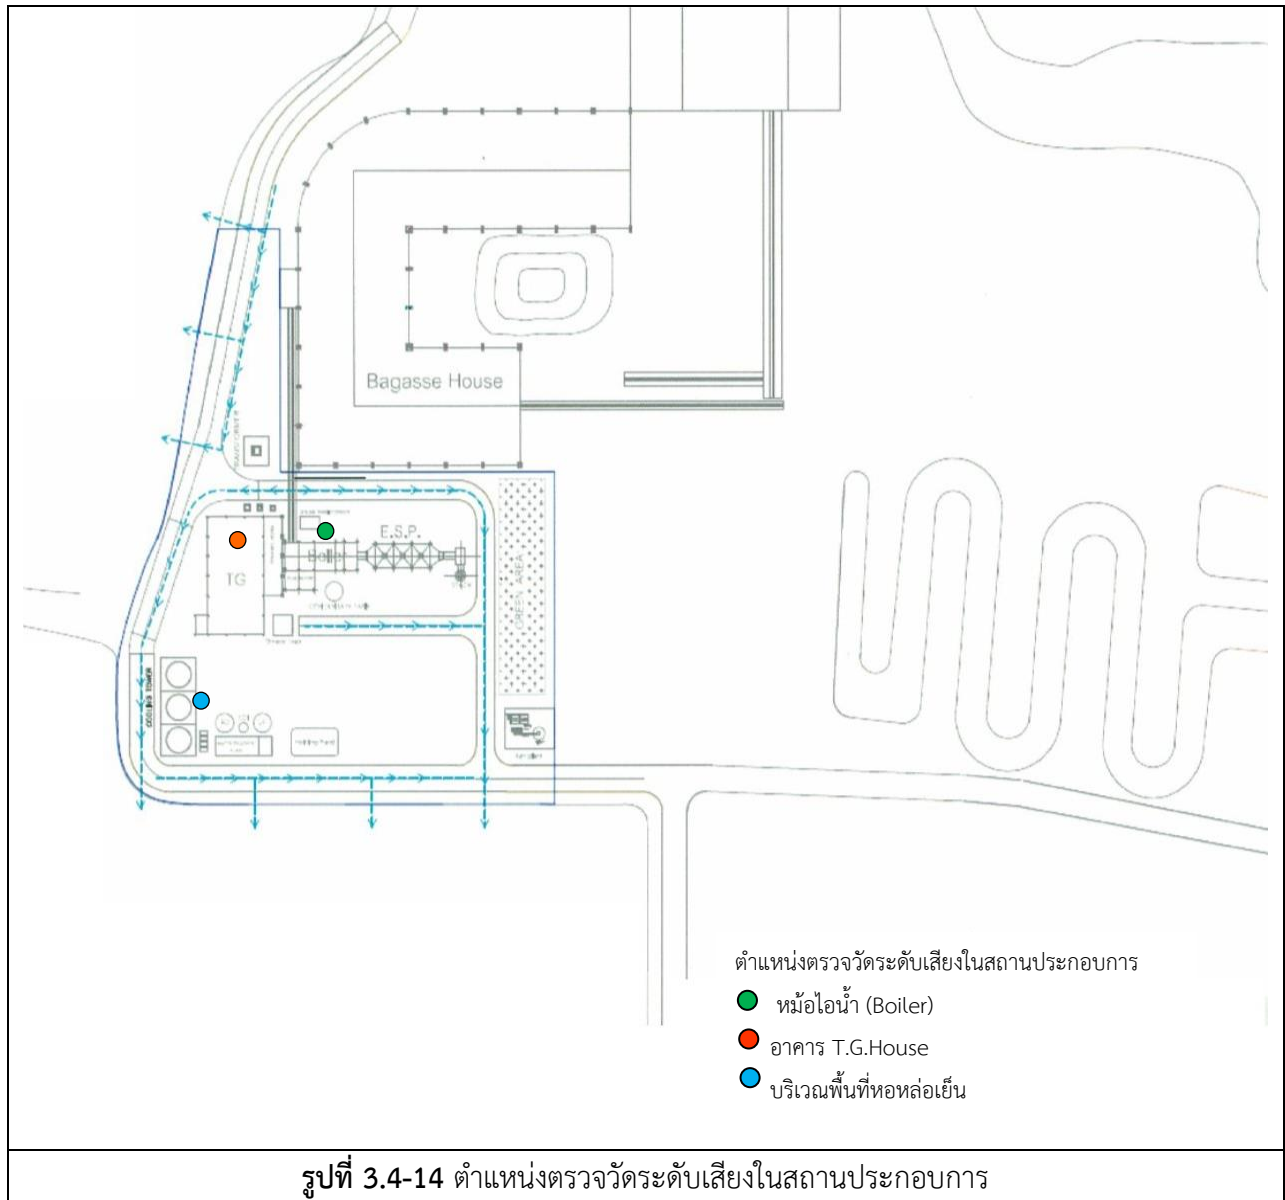 Bagasse House
E.S.P.
Boiler
TG
GREEN AREA
ตำแหน่งตรวจวัดระดับเสียงในสถานประกอบการ
หม้อไอน้ำ (Boiler)
อาคาร T.G.House
บริเวณพื้นที่หอหล่อเย็น
รูปที่ 3.4-14 ตำแหน่งตรวจวัดระดับเสียงในสถานประกอบการ